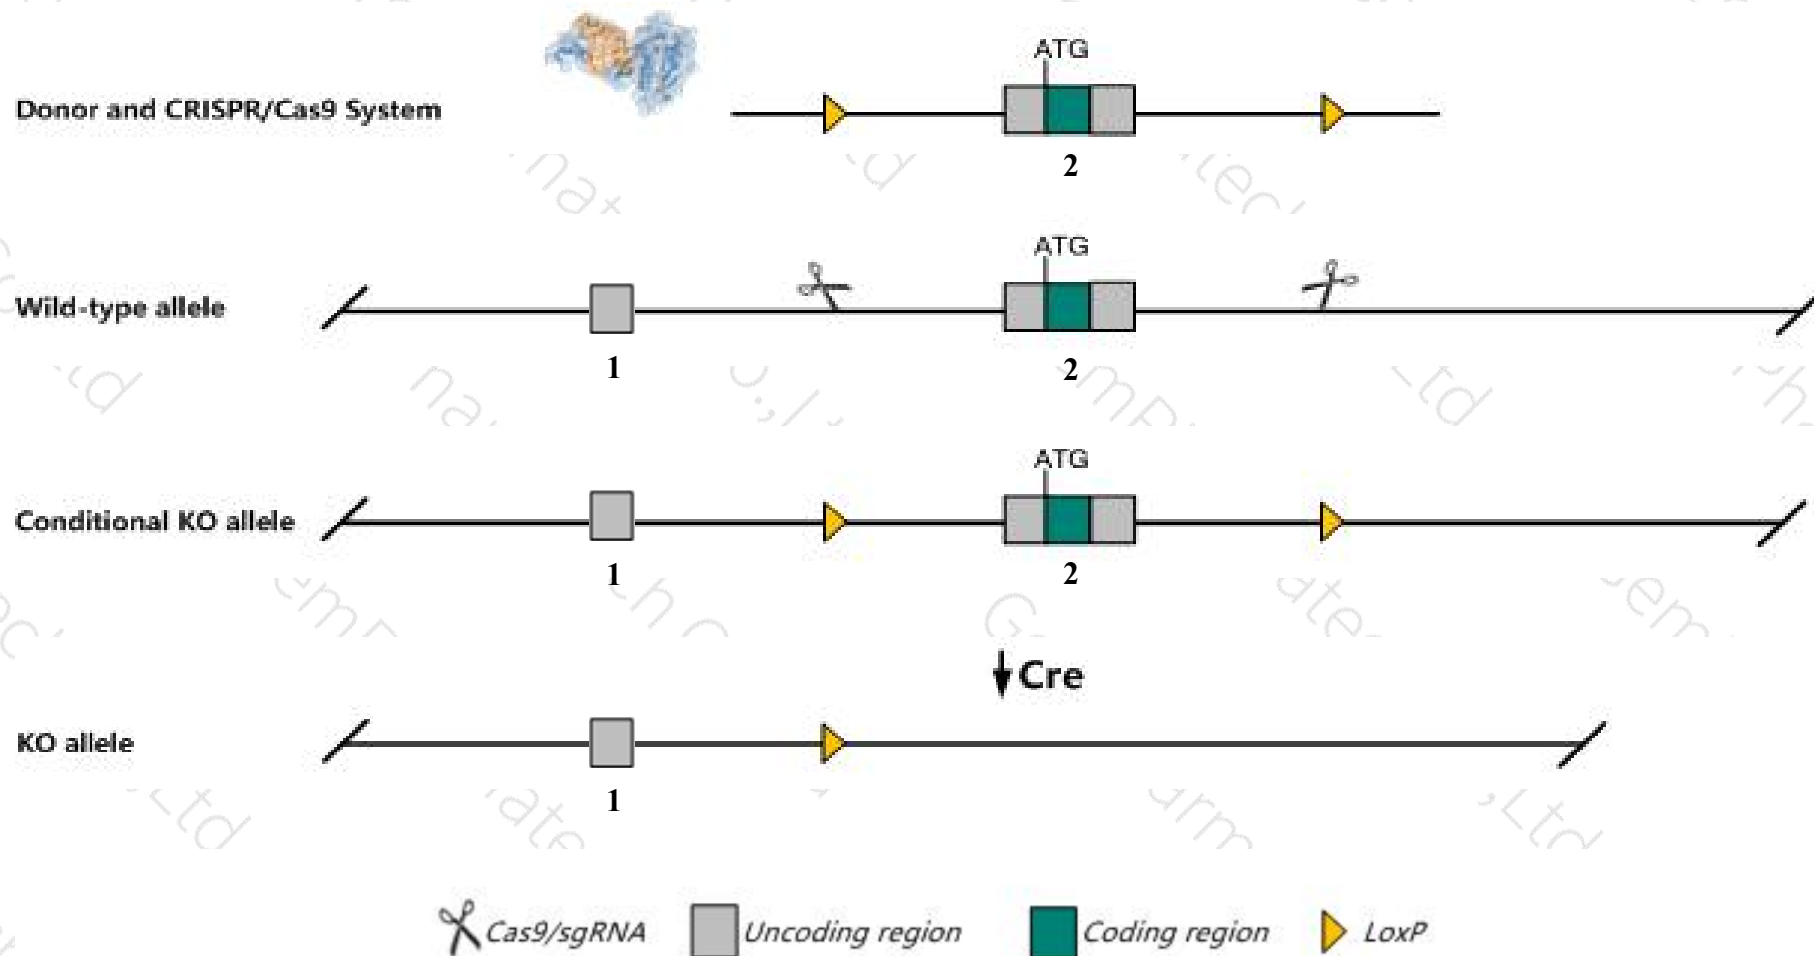 ATG
Donor and CRISPR/Cas9 System
2
ATG
Wild-type allele
1
2
ATG
Conditional KO allele
1
2
Cre
KO allele
1
Cas9/sgRNA
Uncoding region
Coding region
LoxP